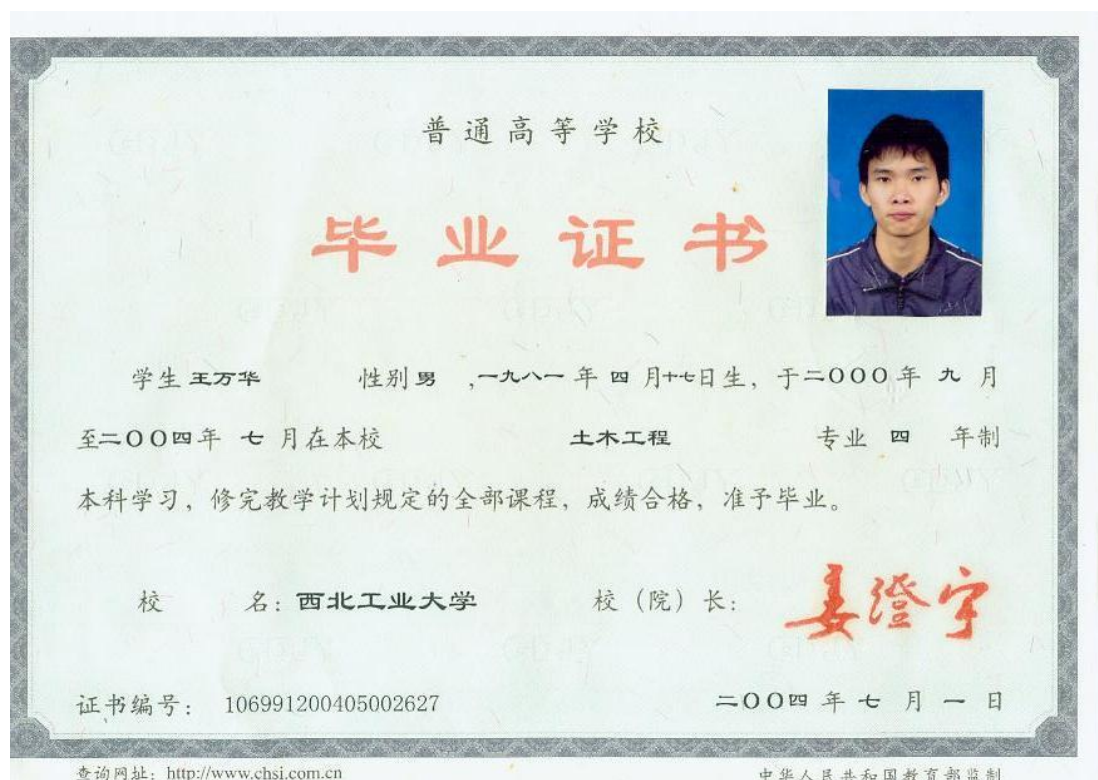 普通高等学校
毕业证书
学生 王万华 性别 男 ,一九八一 年 四 月十七日生，于二OOO年 九 月
至二OO四年 七 月在本校 土木工程 专业 四 年制
本科学习，修完教学计划规定的全部课程，成绩合格，准予毕业。
校 名：西北工业大学 校（院）长：姜澄宇
证书编号： 106991200405002627 二OO四 年 七 月 一 日
查询网址：http://www.chsi.com.cn 中华人民共和国教育部监制